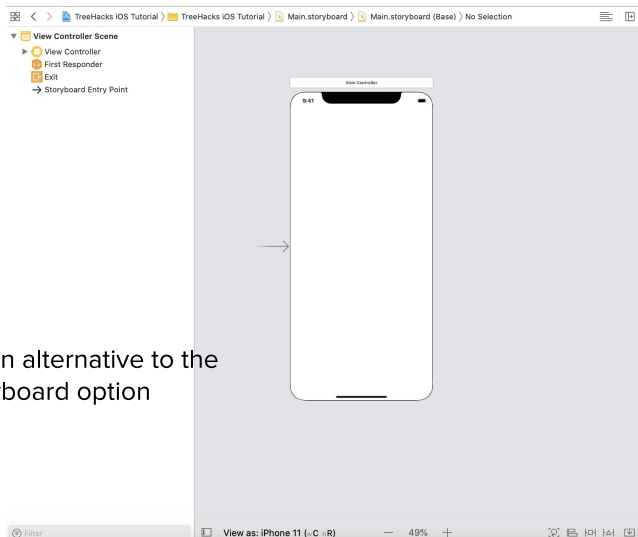 TreeHacks iOS Tutorial TreeHacks iOS Tutorial Main.storyboard Main.storyboard (Base) No Selection
View Controller Scene
View Controller
First Responder
Exit
Storyboard Entry Point
View Controller
9:41
n alternative to the
board option
Filter
View as: iPhone 11 (wC hR)
49%